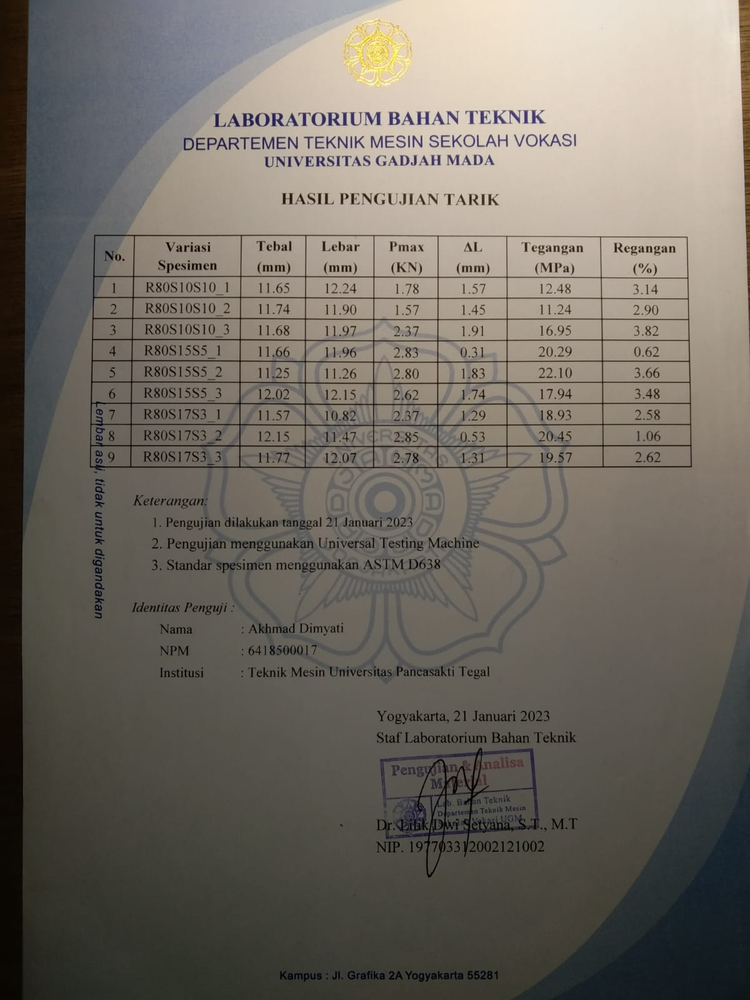 LABORATORIUM BAHAN TEKNIK
DEPARTEMEN TEKNIK MESIN SEKOLAH VOKASI
UNIVERSITAS GADJAH MADA
HASIL PENGUJIAN TARIK
No. Variasi Spesimen Tebal (mm) Lebar (mm) Pmax (KN) ΔL (mm) Tegangan (MPa) Regangan (%)
1 R80S10S10_1 11.65 12.24 1.78 1.57 12.48 3.14
2 R80S10S10_2 11.74 11.90 1.57 1.45 11.24 2.90
3 R80S10S10_3 11.68 11.97 2.37 1.91 16.95 3.82
4 R80S15S5_1 11.66 11.96 2.83 0.31 20.29 0.62
5 R80S15S5_2 11.25 11.26 2.80 1.83 22.10 3.66
6 R80S15S5_3 12.02 12.15 2.62 1.74 17.94 3.48
7 R80S17S3_1 11.57 10.82 2.37 1.29 18.93 2.58
8 R80S17S3_2 12.15 11.47 2.85 0.53 20.45 1.06
9 R80S17S3_3 11.77 12.07 2.78 1.31 19.57 2.62
Lembar asli, tidak untuk digandakan
Keterangan:
1. Pengujian dilakukan tanggal 21 Januari 2023
2. Pengujian menggunakan Universal Testing Machine
3. Standar spesimen menggunakan ASTM D638
Identitas Penguji :
Nama : Akhmad Dimyati
NPM : 6418500017
Institusi : Teknik Mesin Universitas Pancasakti Tegal
Yogyakarta, 21 Januari 2023
Staf Laboratorium Bahan Teknik
Pengujian & Analisa
Material
Lab. Bahan Teknik
Departemen Teknik Mesin
Sekolah Vokasi UGM
Dr. Lilik Dwi Setyana, S.T., M.T
NIP. 197703312002121002
Kampus : Jl. Grafika 2A Yogyakarta 55281